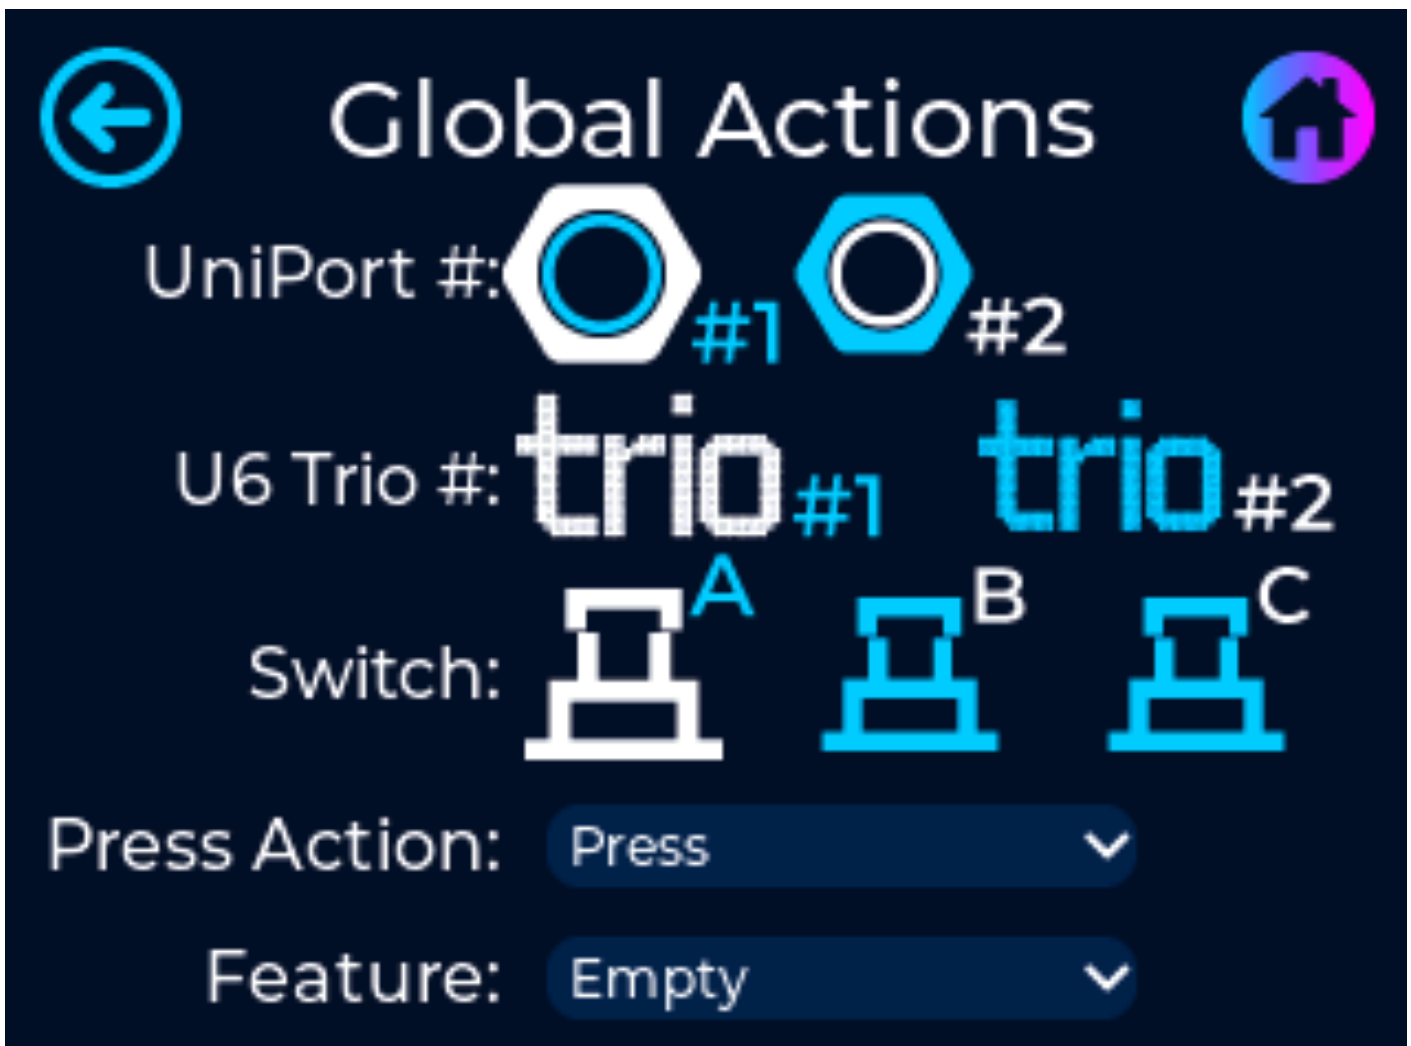 Global Actions
UniPort #: #1 #2
U6 Trio #: trio #1 trio #2
Switch: A B C
Press Action: Press
Feature: Empty